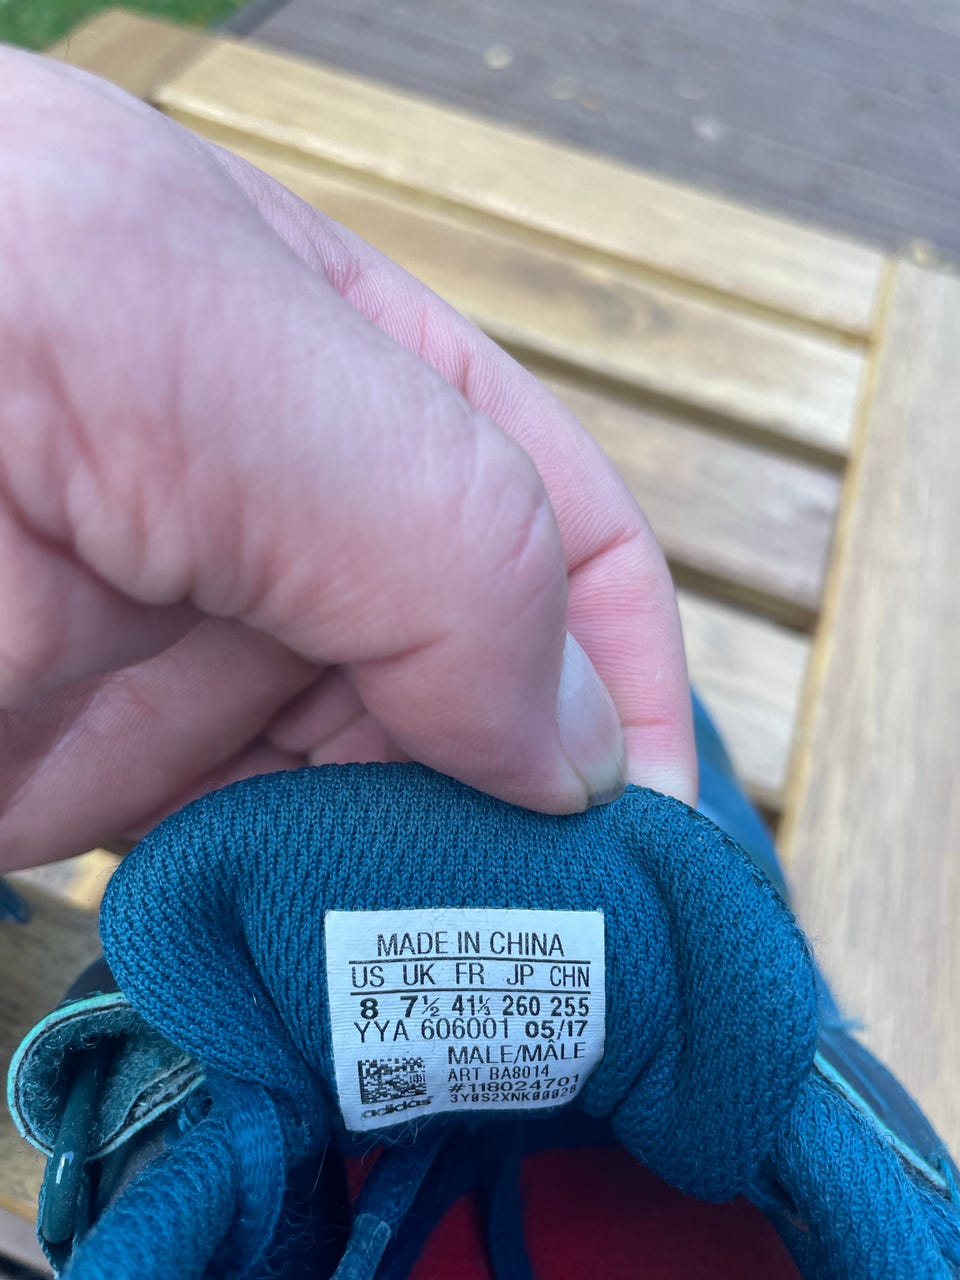 MADE IN CHINA
US UK FR JP CHN
8 7½ 41⅓ 260 255
YYA 606001 05/17
MALE/MÂLE
ART BA8014
#118024701
adidas